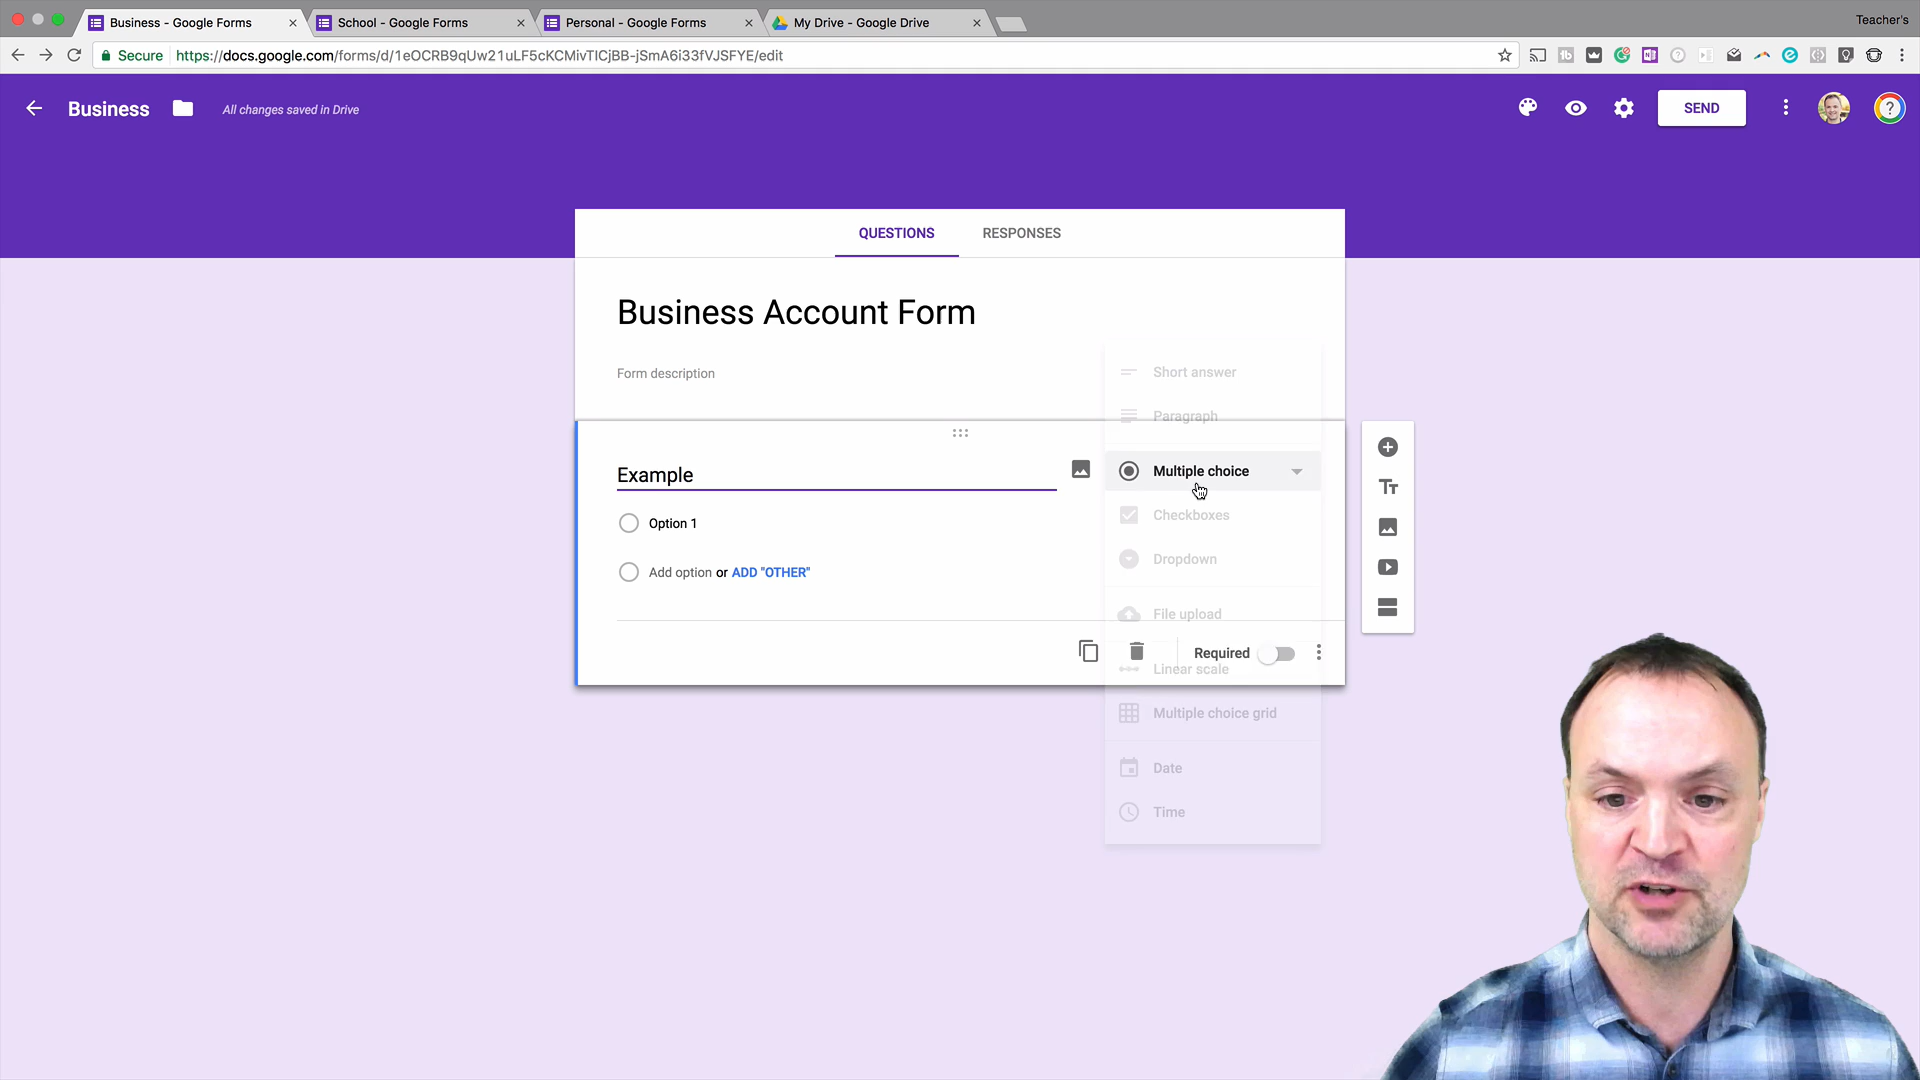 Business - Google Forms
School - Google Forms
Personal - Google Forms
My Drive - Google Drive
Teacher's
Secure
https://docs.google.com/forms/d/1eOCRB9qUw21uLF5cKCMivTlCjBB-jSmA6i33fVJSFYE/edit
Business
All changes saved in Drive
SEND
?
QUESTIONS
RESPONSES
Business Account Form
Form description
Short answer
Paragraph
Example
Multiple choice
Option 1
Checkboxes
Add option or ADD "OTHER"
Dropdown
File upload
Required
Linear scale
Multiple choice grid
Date
Time
Tt